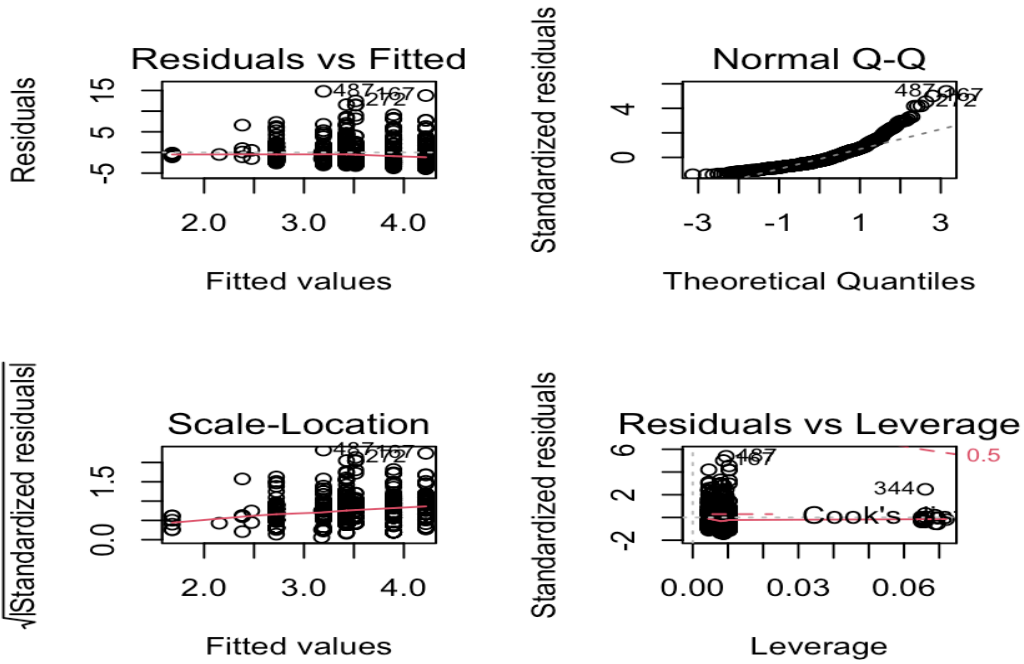 Residuals vs Fitted
Residuals
15
5
-5
487
167
272
2.0 3.0 4.0
Fitted values
Normal Q-Q
Standardized residuals
4
0
487
167
272
-3 -1 1 3
Theoretical Quantiles
Scale-Location
√|Standardized residuals|
1.5
0.0
487
167
272
2.0 3.0 4.0
Fitted values
Residuals vs Leverage
Standardized residuals
6
2
-2
487
167
0.5
344
Cook's
0.00 0.03 0.06
Leverage